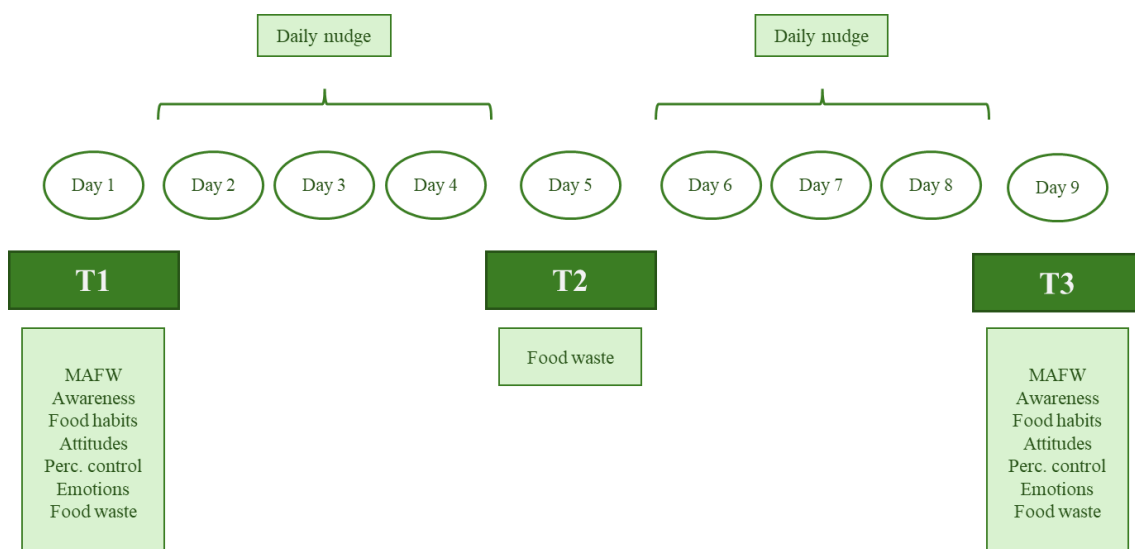 Daily nudge
Daily nudge
Day 1
Day 2
Day 3
Day 4
Day 5
Day 6
Day 7
Day 8
Day 9
T1
T2
T3
MAFW
Awareness
Food habits
Attitudes
Perc. control
Emotions
Food waste
Food waste
MAFW
Awareness
Food habits
Attitudes
Perc. control
Emotions
Food waste